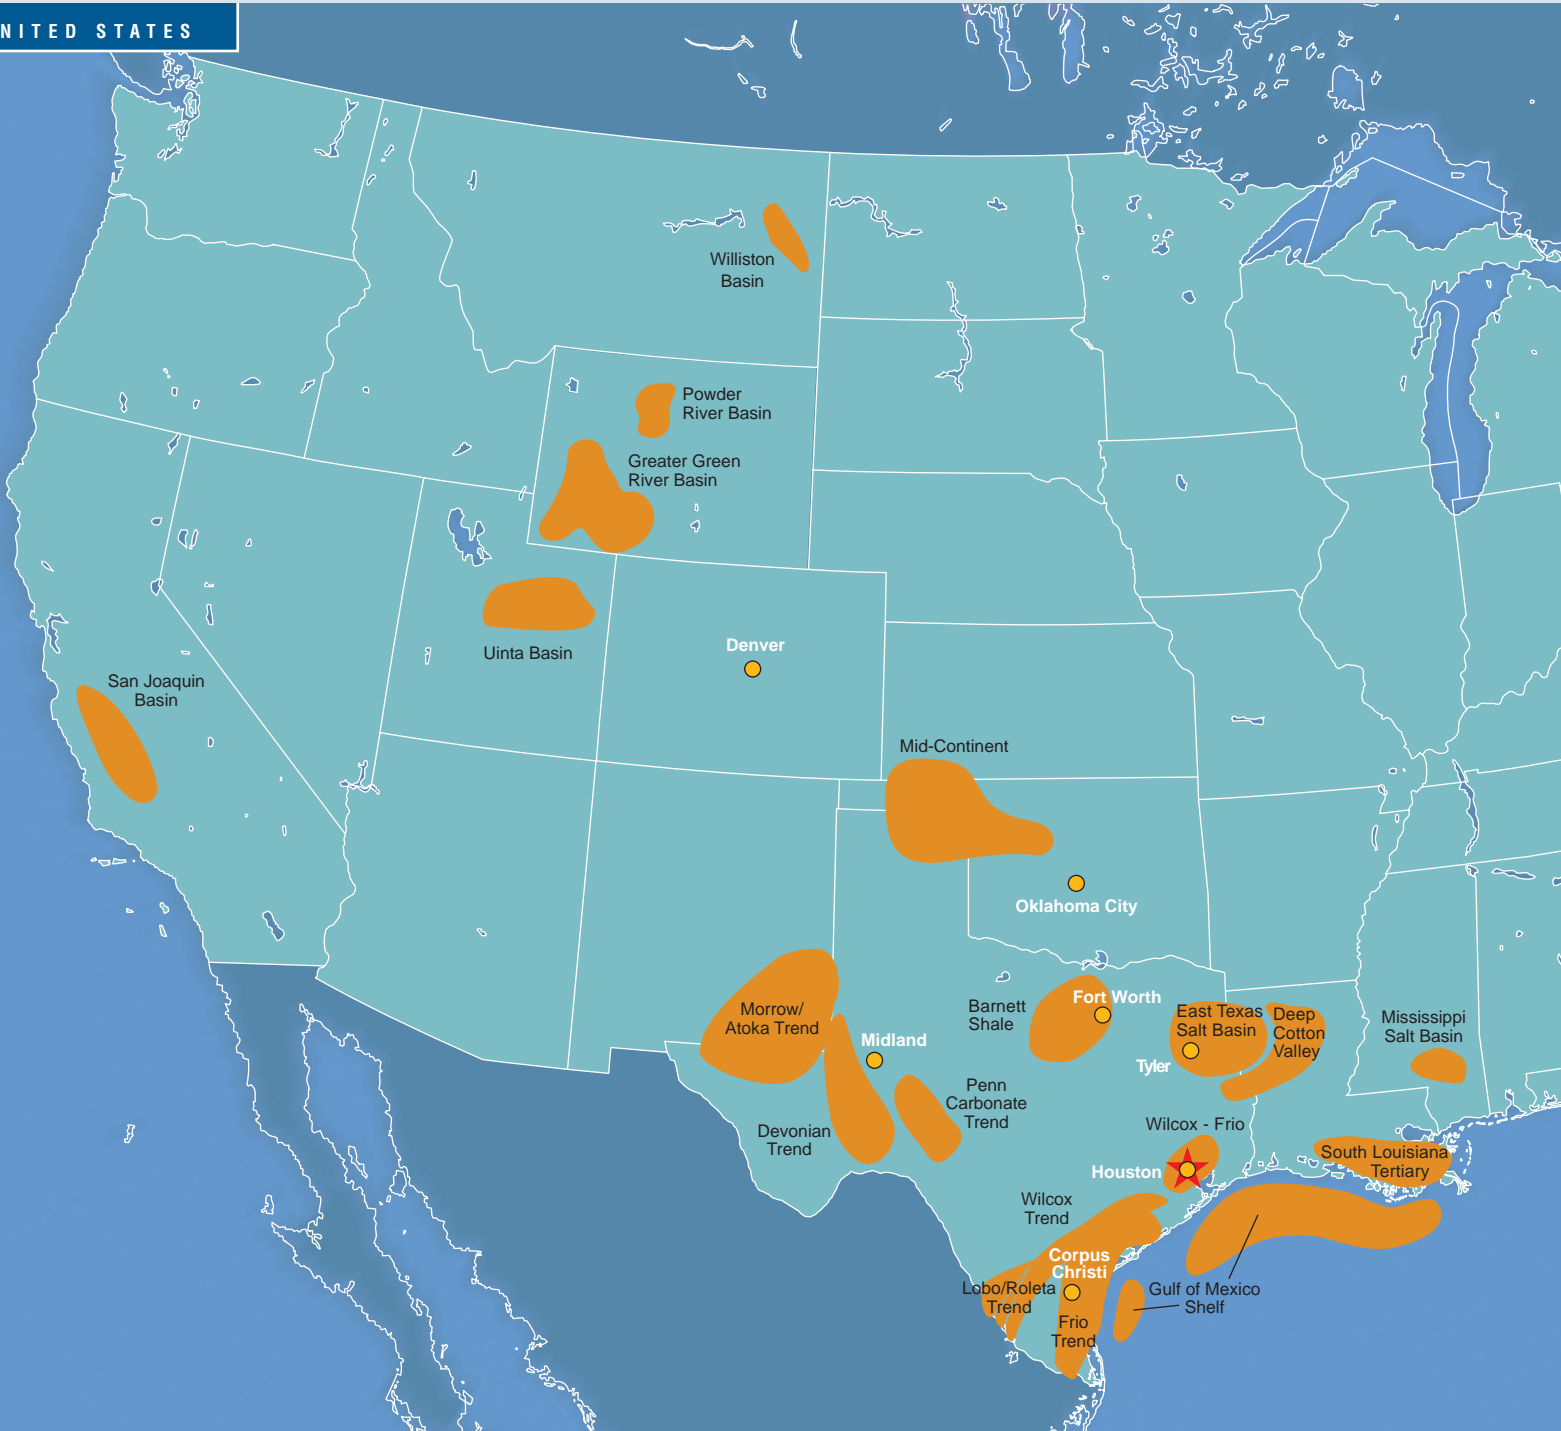 NITED STATES
Williston
Basin
Powder
River Basin
Greater Green
River Basin
Uinta Basin
Denver
San Joaquin
Basin
Mid-Continent
Oklahoma City
Morrow/
Atoka Trend
Midland
Barnett
Shale
Fort Worth
East Texas
Salt Basin
Deep
Cotton
Valley
Mississippi
Salt Basin
Tyler
Penn
Carbonate
Trend
Devonian
Trend
Wilcox - Frio
Houston
South Louisiana
Tertiary
Wilcox
Trend
Corpus
Christi
Lobo/Roleta
Trend
Gulf of Mexico
Shelf
Frio
Trend